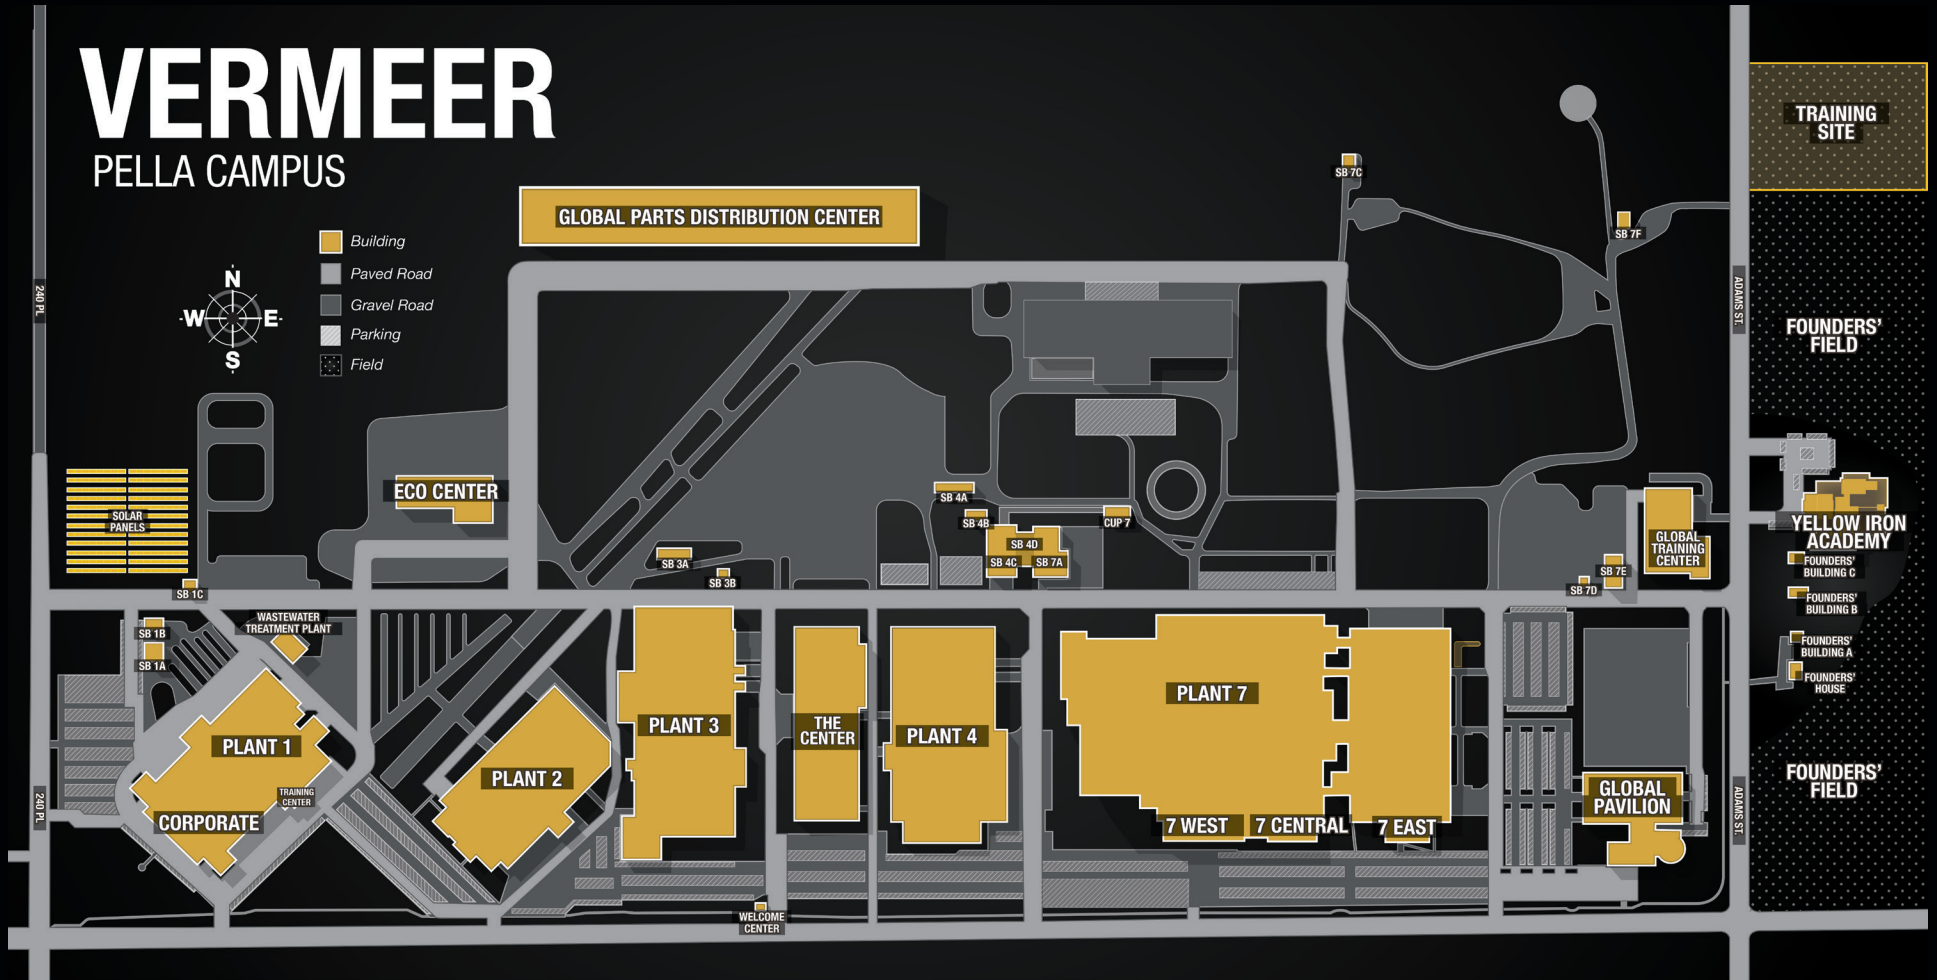 VERMEER
PELLA CAMPUS
Building
Paved Road
Gravel Road
Parking
Field
N
W
E
S
240 PL
GLOBAL PARTS DISTRIBUTION CENTER
SB 7C
SB 7F
TRAINING
SITE
ADAMS ST.
FOUNDERS'
FIELD
SOLAR
PANELS
ECO CENTER
SB 4A
SB 4B
CUP 7
SB 4D
SB 4C
SB 7A
SB 3A
SB 3B
SB 1C
GLOBAL
TRAINING
CENTER
SB 7E
SB 7D
YELLOW IRON
ACADEMY
FOUNDERS'
BUILDING C
FOUNDERS'
BUILDING B
FOUNDERS'
BUILDING A
FOUNDERS'
HOUSE
SB 1B
SB 1A
WASTEWATER
TREATMENT PLANT
PLANT 1
TRAINING
CENTER
CORPORATE
PLANT 2
PLANT 3
THE
CENTER
PLANT 4
PLANT 7
7 WEST
7 CENTRAL
7 EAST
GLOBAL
PAVILION
240 PL
ADAMS ST.
FOUNDERS'
FIELD
WELCOME
CENTER